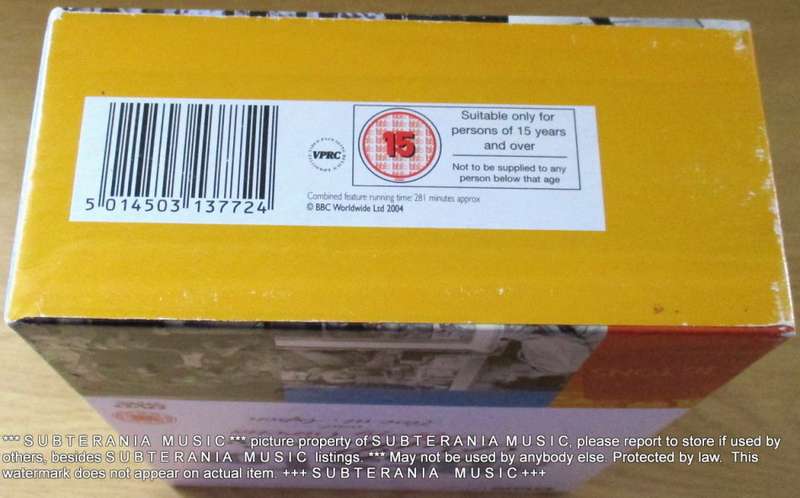 Suitable only for
persons of 15 years
and over
15
VPRC
Not to be supplied to any
person below that age
5 014503 137724
Combined feature running time: 281 minutes approx
© BBC Worldwide Ltd 2004
*** S U B T E R A N I A M U S I C *** picture property of S U B T E R A N I A M U S I C, please report to store if used by
others, besides S U B T E R A N I A M U S I C listings. *** May not be used by anybody else. Protected by law. This
watermark does not appear on actual item. +++ S U B T E R A N I A M U S I C +++